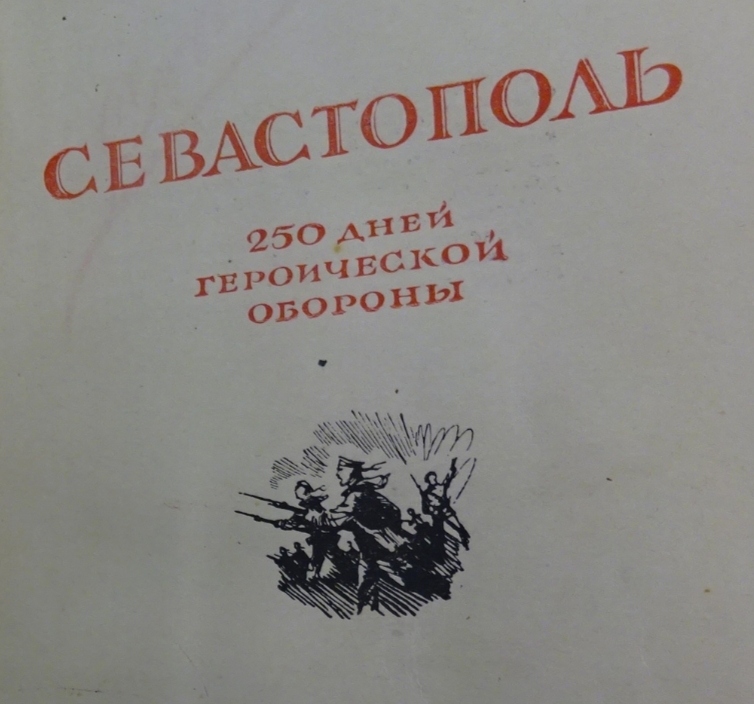 СЕВАСТОПОЛЬ
250 ДНЕЙ
ГЕРОИЧЕСКОЙ
ОБОРОНЫ